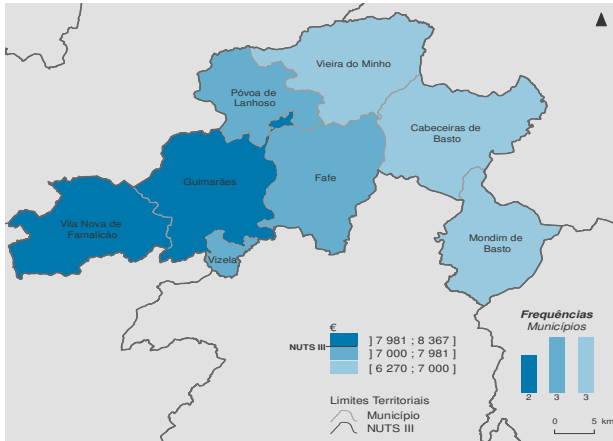 Vieira do Minho
Póvoa de
Lanhoso
Cabeceiras de
Basto
Guimarães
Fafe
Vila Nova de
Famalicão
Mondim de
Basto
Vizela
€
NUTS III
] 7 981 ; 8 367 ]
] 7 000 ; 7 981 ]
[ 6 270 ; 7 000 ]
Limites Territoriais
Município
NUTS III
Frequências
Municípios
2 3 3
0 5 km